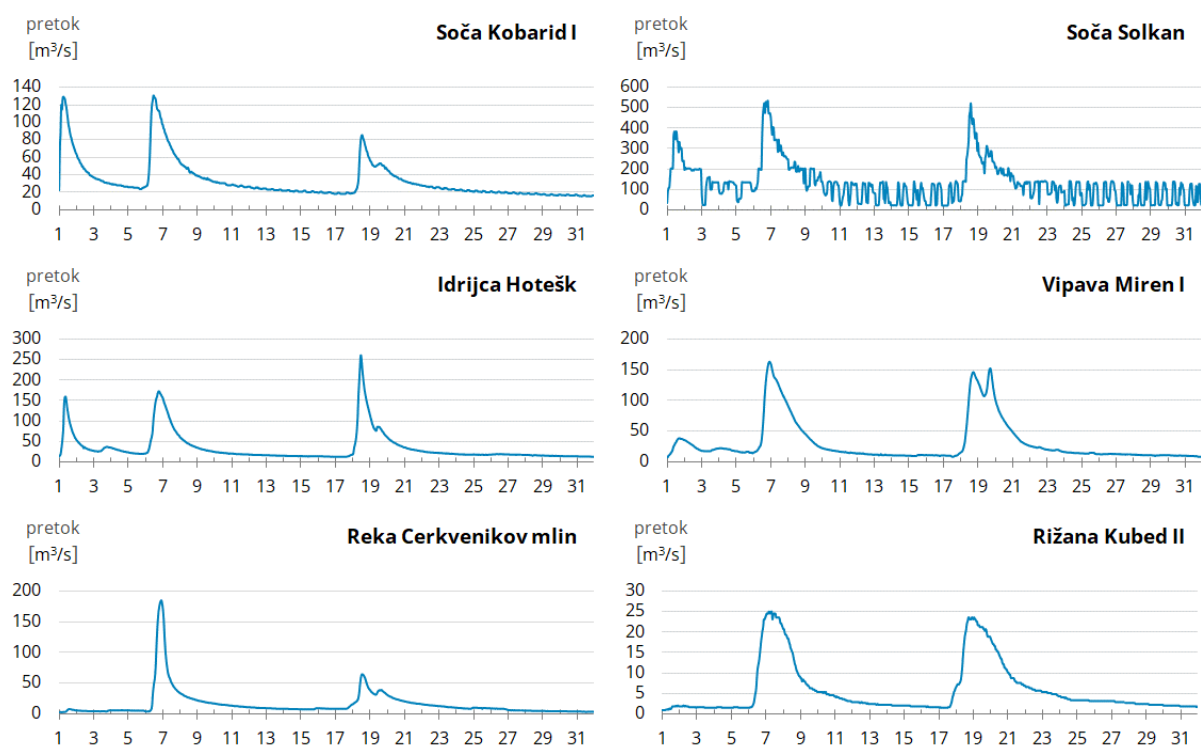 pretok
[m³/s]
Soča Kobarid I
140
120
100
80
60
40
20
0
1 3 5 7 9 11 13 15 17 19 21 23 25 27 29 31
pretok
[m³/s]
Soča Solkan
600
500
400
300
200
100
0
1 3 5 7 9 11 13 15 17 19 21 23 25 27 29 31
pretok
[m³/s]
Idrijca Hotešk
300
250
200
150
100
50
0
1 3 5 7 9 11 13 15 17 19 21 23 25 27 29 31
pretok
[m³/s]
Vipava Miren I
200
150
100
50
0
1 3 5 7 9 11 13 15 17 19 21 23 25 27 29 31
pretok
[m³/s]
Reka Cerkvenikov mlin
200
150
100
50
0
1 3 5 7 9 11 13 15 17 19 21 23 25 27 29 31
pretok
[m³/s]
Rižana Kubed II
30
25
20
15
10
5
0
1 3 5 7 9 11 13 15 17 19 21 23 25 27 29 31